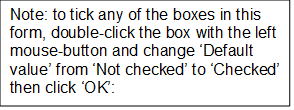 Note: to tick any of the boxes in this
form, double-click the box with the left
mouse-button and change ‘Default
value’ from ‘Not checked’ to ‘Checked’
then click ‘OK’: